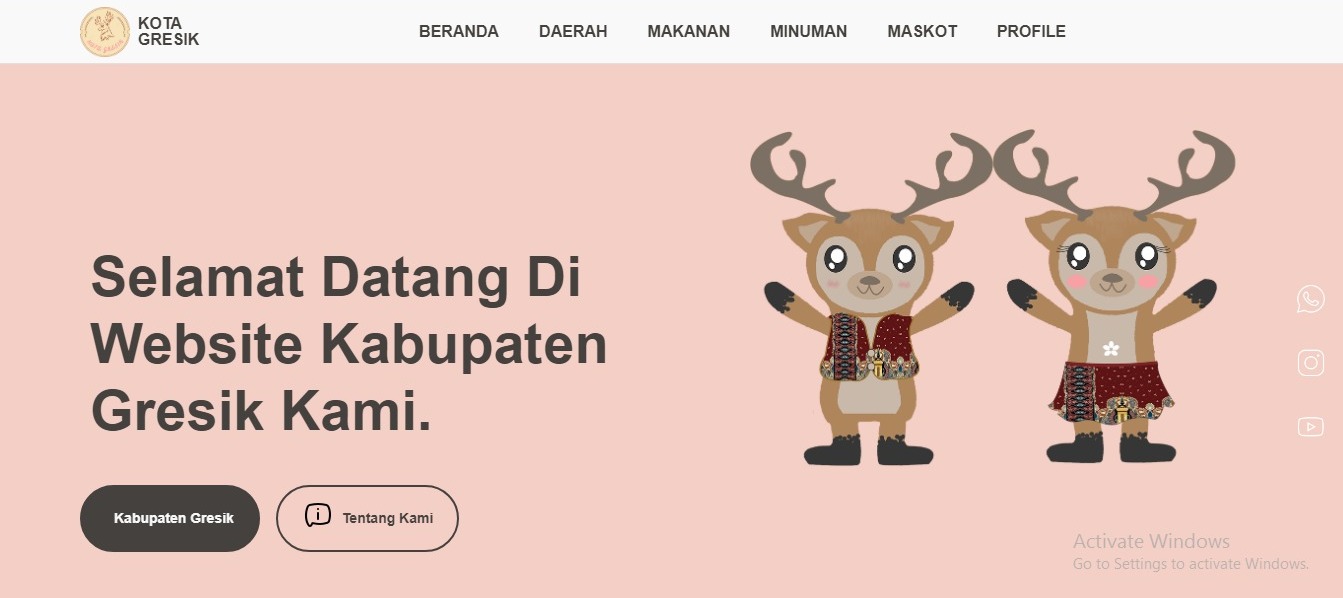 KOTA
GRESIK
BERANDA DAERAH MAKANAN MINUMAN MASKOT PROFILE
Selamat Datang Di
Website Kabupaten
Gresik Kami.
Kabupaten Gresik
Tentang Kami
Activate Windows
Go to Settings to activate Windows.